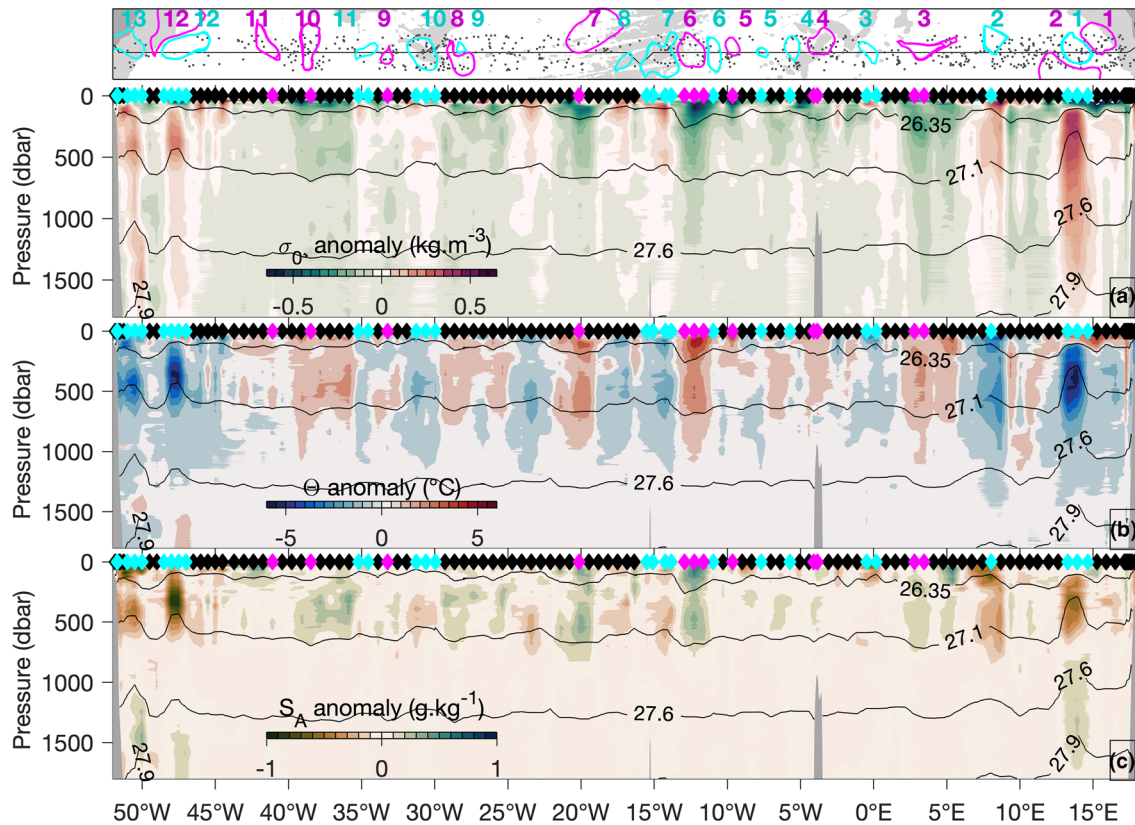 13 12 12 11 10 11 9 10 8 9 7 8 7 6 6 5 5 4 4 3 3 2 2 1 1
0
500
1000
1500
Pressure (dbar)
26.35
27.1
27.6
27.6
27.9
27.9
σ0, anomaly (kg.m-3)
-0.5 0 0.5
(a)
0
500
1000
1500
Pressure (dbar)
26.35
27.1
27.6
27.6
27.9
27.9
Θ anomaly (°C)
-5 0 5
(b)
0
500
1000
1500
Pressure (dbar)
26.35
27.1
27.6
27.6
27.9
27.9
SA anomaly (g.kg-1)
-1 0 1
(c)
50°W 45°W 40°W 35°W 30°W 25°W 20°W 15°W 10°W 5°W 0°E 5°E 10°E 15°E